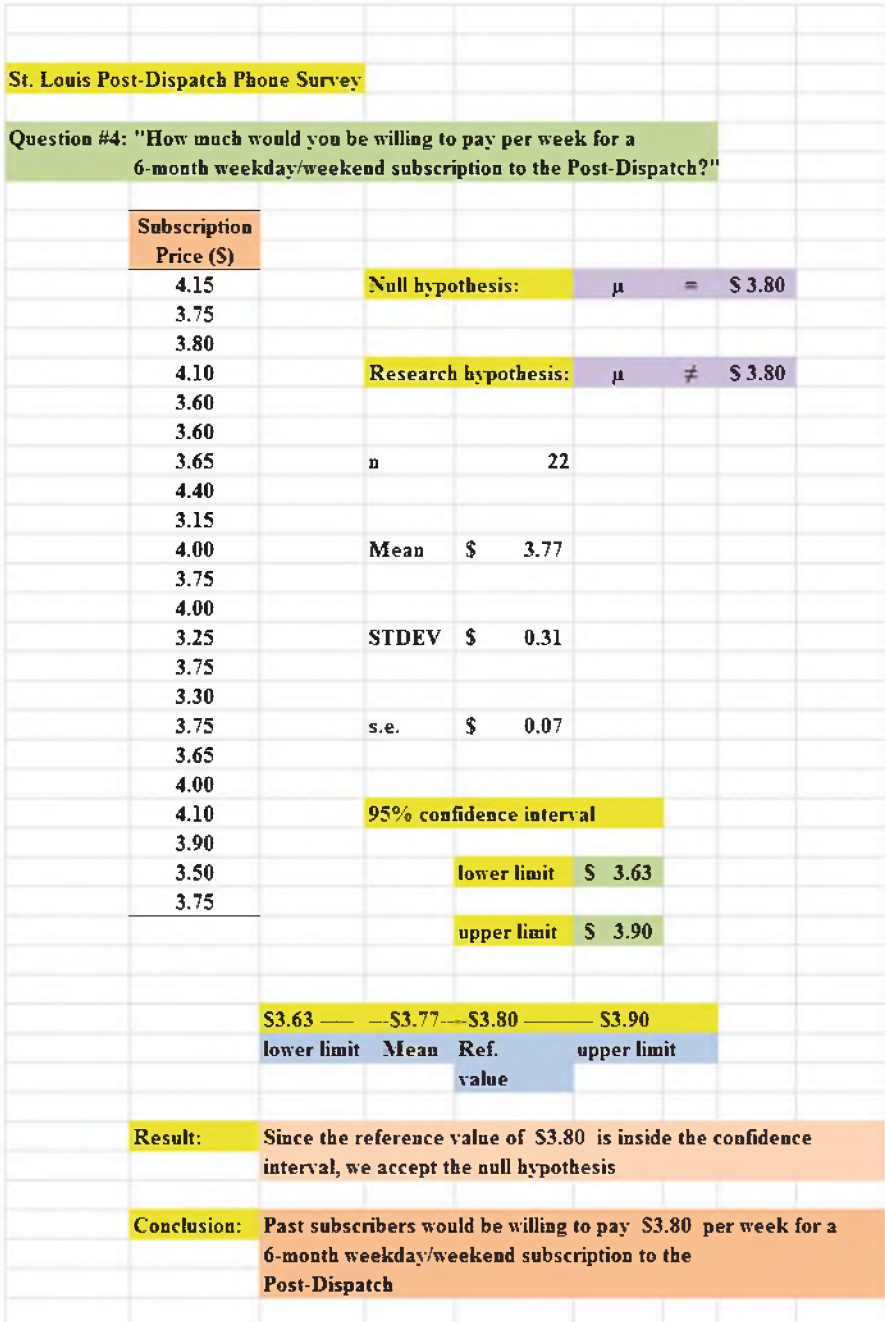 St. Louis Post-Dispatch Phone Survey
Question #4: "How much would you be willing to pay per week for a
6-month weekday/weekend subscription to the Post-Dispatch?"
Subscription
Price ($)
4.15 Null hypothesis: μ = $ 3.80
3.75
3.80
4.10 Research hypothesis: μ ≠ $ 3.80
3.60
3.60
3.65 n 22
4.40
3.15
4.00 Mean $ 3.77
3.75
4.00
3.25 STDEV $ 0.31
3.75
3.30
3.75 s.e. $ 0.07
3.65
4.00
4.10 95% confidence interval
3.90
3.50 lower limit $ 3.63
3.75
upper limit $ 3.90
$3.63 —— ---$3.77----$3.80 ——— $3.90
lower limit Mean Ref. upper limit
value
Result: Since the reference value of $3.80 is inside the confidence
interval, we accept the null hypothesis
Conclusion: Past subscribers would be willing to pay $3.80 per week for a
6-month weekday/weekend subscription to the
Post-Dispatch